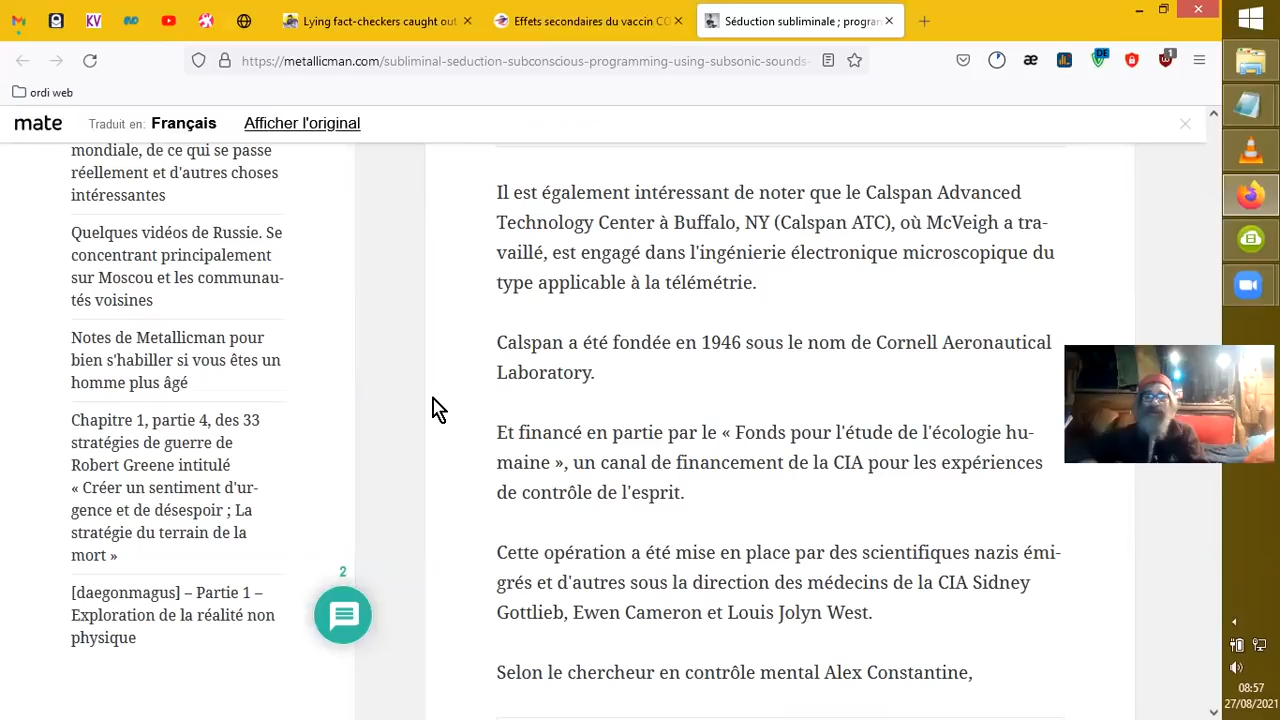 Lying fact-checkers caught out
Effets secondaires du vaccin CO
Séduction subliminale ; progran
https://metallicman.com/subliminal-seduction-subconscious-programming-using-subsonic-sounds-
ordi web
mate Traduit en: Français Afficher l'original
mondiale, de ce qui se passe
réellement et d'autres choses
intéressantes
Quelques vidéos de Russie. Se
concentrant principalement
sur Moscou et les communau-
tés voisines
Notes de Metallicman pour
bien s'habiller si vous êtes un
homme plus âgé
Chapitre 1, partie 4, des 33
stratégies de guerre de
Robert Greene intitulé
« Créer un sentiment d'ur-
gence et de désespoir ; La
stratégie du terrain de la
mort »
[daegonmagus] – Partie 1 –
Exploration de la réalité non
physique
2
Il est également intéressant de noter que le Calspan Advanced
Technology Center à Buffalo, NY (Calspan ATC), où McVeigh a tra-
vaillé, est engagé dans l'ingénierie électronique microscopique du
type applicable à la télémétrie.
Calspan a été fondée en 1946 sous le nom de Cornell Aeronautical
Laboratory.
Et financé en partie par le « Fonds pour l'étude de l'écologie hu-
maine », un canal de financement de la CIA pour les expériences
de contrôle de l'esprit.
Cette opération a été mise en place par des scientifiques nazis émi-
grés et d'autres sous la direction des médecins de la CIA Sidney
Gottlieb, Ewen Cameron et Louis Jolyn West.
Selon le chercheur en contrôle mental Alex Constantine,
08:57
27/08/2021